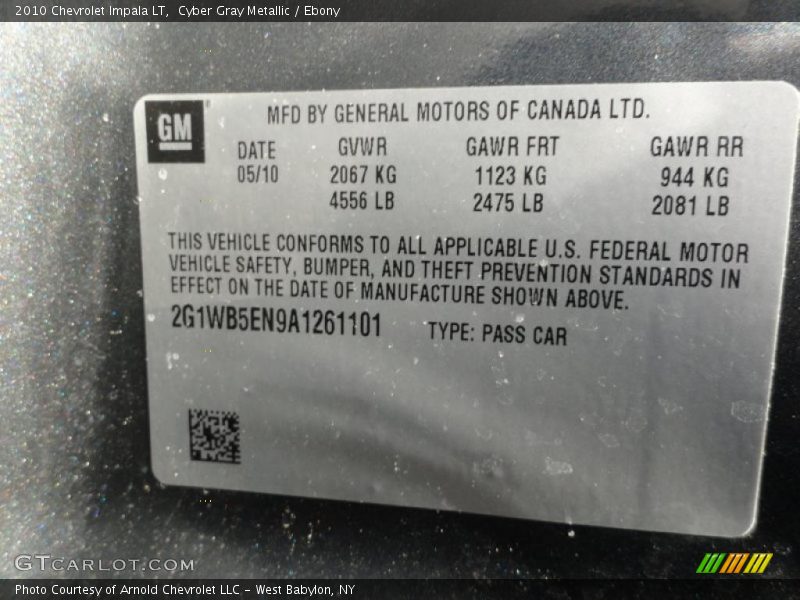 2010 Chevrolet Impala LT,  Cyber Gray Metallic / Ebony
GM
MFD BY GENERAL MOTORS OF CANADA LTD.
DATE GVWR GAWR FRT GAWR RR
05/10 2067 KG 1123 KG 944 KG
4556 LB 2475 LB 2081 LB
THIS VEHICLE CONFORMS TO ALL APPLICABLE U.S. FEDERAL MOTOR
VEHICLE SAFETY, BUMPER, AND THEFT PREVENTION STANDARDS IN
EFFECT ON THE DATE OF MANUFACTURE SHOWN ABOVE.
2G1WB5EN9A1261101 TYPE: PASS CAR
GTCARLOT.COM
Photo Courtesy of Arnold Chevrolet LLC - West Babylon, NY